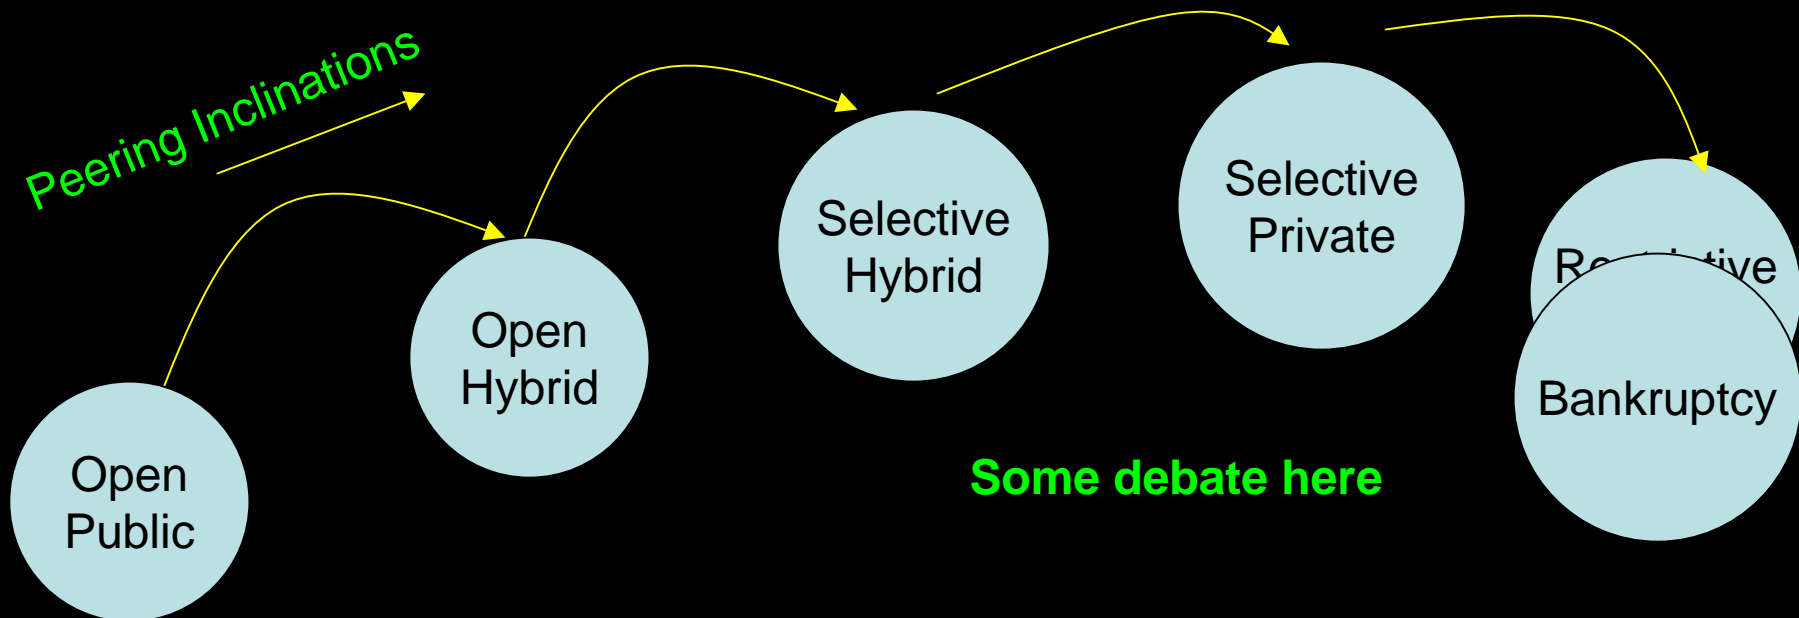 Peering Inclinations
Open
Public
Open
Hybrid
Selective
Hybrid
Selective
Private
Bankruptcy
Some debate here